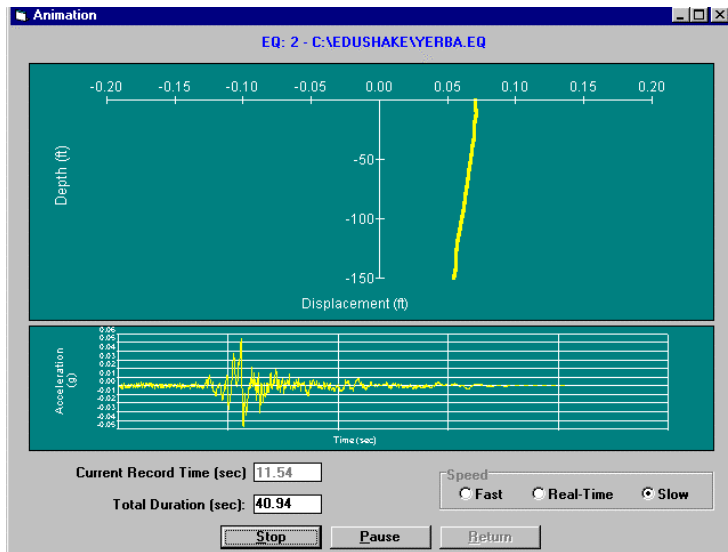 Animation
EQ: 2 - C:\EDUSHAKE\YERBA.EQ
-0.20 -0.15 -0.10 -0.05 0.00 0.05 0.10 0.15 0.20
Depth (ft)
-50
-100
-150
Displacement (ft)
Acceleration
(g)
0.06
0.05
0.04
0.03
0.02
0.01
0.00
-0.01
-0.02
-0.03
-0.04
-0.05
Time (sec)
Current Record Time (sec) 11.54
Total Duration (sec): 40.94
Speed
Fast Real-Time Slow
Stop Pause Return